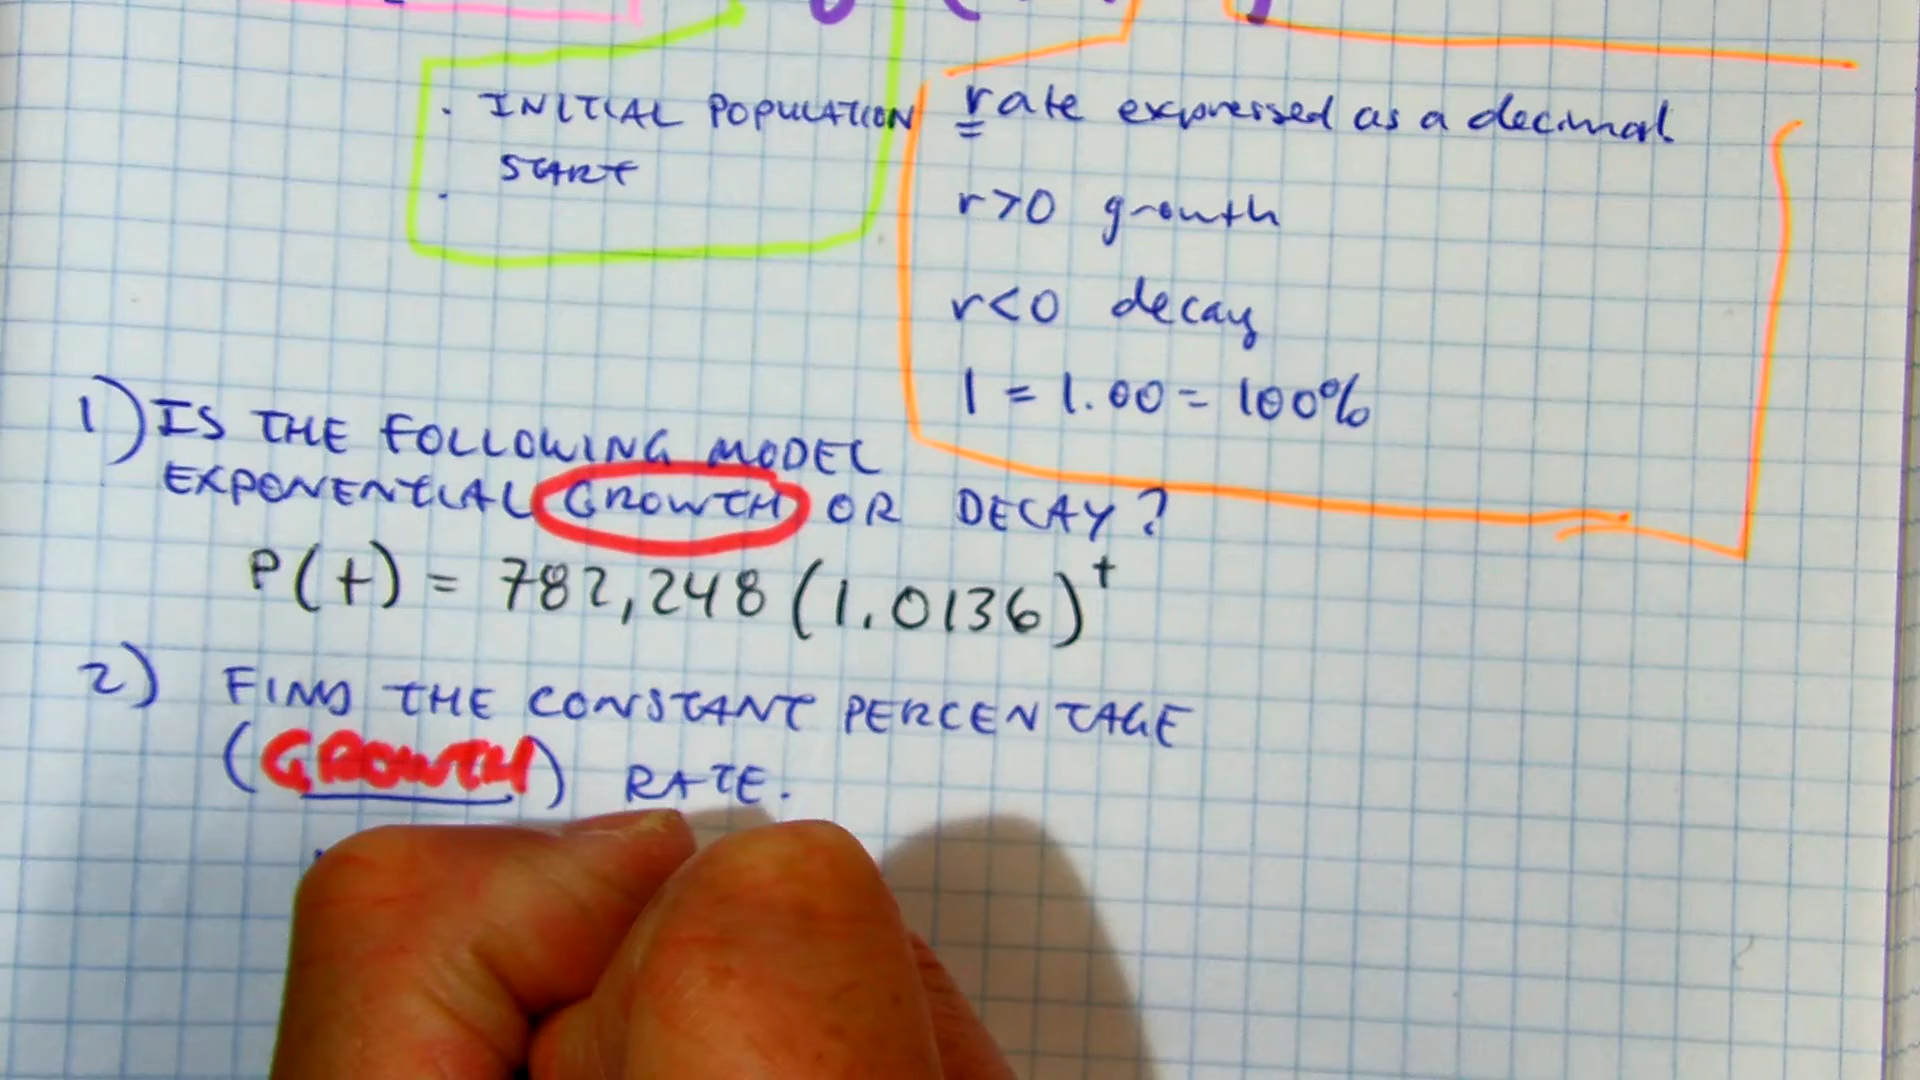 . INITIAL POPULATION
. START
rate expressed as a decimal
r>0 growth
r<0 decay
1 = 1.00 = 100%
1) IS THE FOLLOWING MODEL
EXPONENTIAL GROWTH OR DECAY?
P(t) = 782,248 (1.0136)^t
2) FIND THE CONSTANT PERCENTAGE
(GROWTH) RATE.